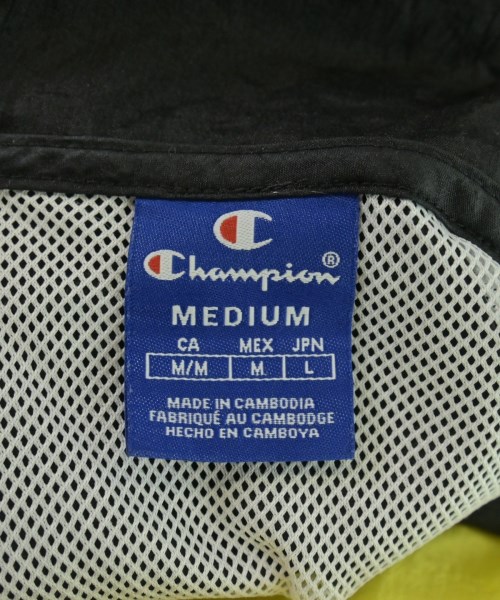 Champion®
MEDIUM
CA MEX JPN
M/M M L
MADE IN CAMBODIA
FABRIQUÉ AU CAMBODGE
HECHO EN CAMBOYA